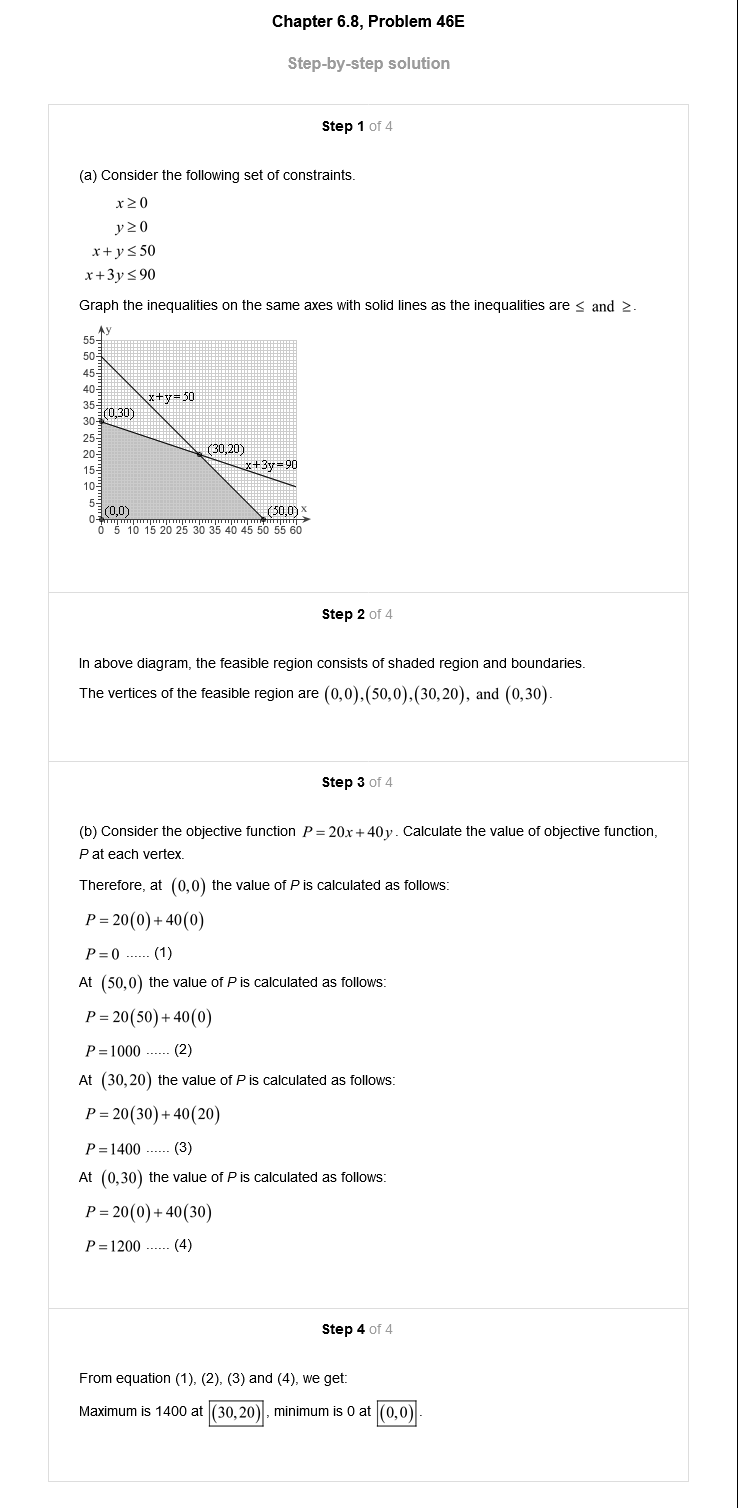 Chapter 6.8, Problem 46E
Step-by-step solution
Step 1 of 4
(a) Consider the following set of constraints.
x ≥ 0
y ≥ 0
x + y ≤ 50
x + 3y ≤ 90
Graph the inequalities on the same axes with solid lines as the inequalities are ≤ and ≥.
y
55
50
45
40
x+y=50
35
(0,30)
30
25
(30,20)
20
x+3y=90
15
10
5
(0,0)
(50,0) x
0
0 5 10 15 20 25 30 35 40 45 50 55 60
Step 2 of 4
In above diagram, the feasible region consists of shaded region and boundaries.
The vertices of the feasible region are (0,0),(50,0),(30,20), and (0,30).
Step 3 of 4
(b) Consider the objective function P = 20x + 40y. Calculate the value of objective function,
P at each vertex.
Therefore, at (0,0) the value of P is calculated as follows:
P = 20(0) + 40(0)
P = 0 ...... (1)
At (50,0) the value of P is calculated as follows:
P = 20(50) + 40(0)
P = 1000 ...... (2)
At (30,20) the value of P is calculated as follows:
P = 20(30) + 40(20)
P = 1400 ...... (3)
At (0,30) the value of P is calculated as follows:
P = 20(0) + 40(30)
P = 1200 ...... (4)
Step 4 of 4
From equation (1), (2), (3) and (4), we get:
Maximum is 1400 at (30,20), minimum is 0 at (0,0).